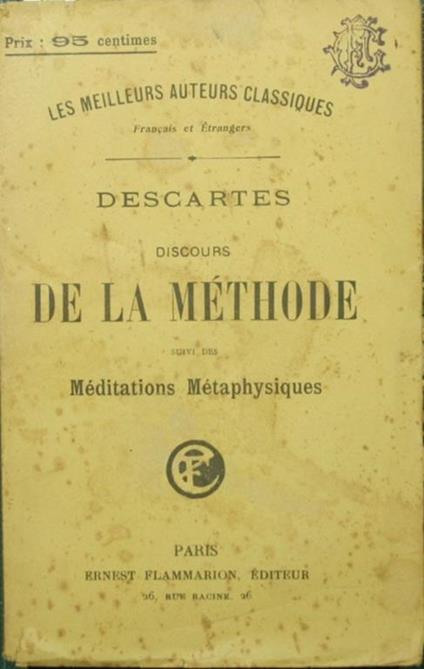 Prix : 95 centimes
LES MEILLEURS AUTEURS CLASSIQUES
Français et Étrangers
DESCARTES
DISCOURS
DE LA MÉTHODE
SUIVI DES
Méditations Métaphysiques
PARIS
ERNEST FLAMMARION, ÉDITEUR
26, RUE RACINE, 26